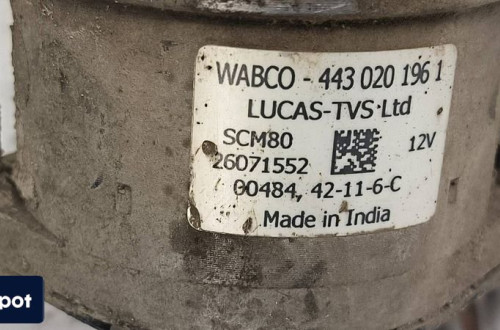 WABCO - 443 020 196 1
LUCAS-TVS Ltd
SCM80
12V
26071552
00484, 42-11-6-C
Made in India
pot